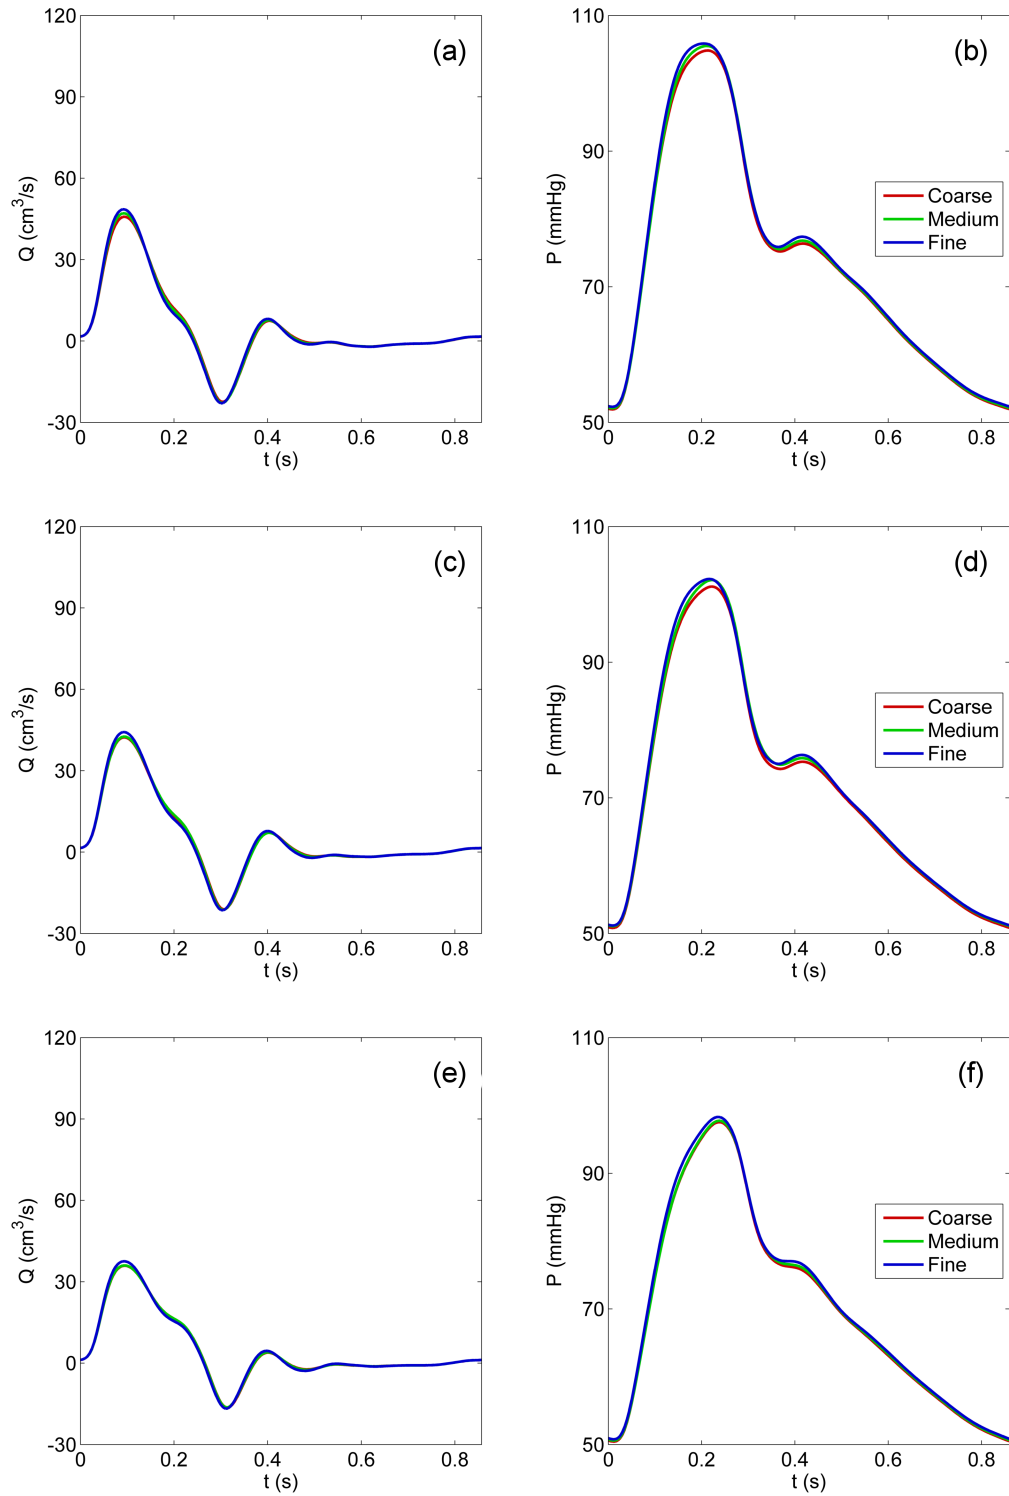 120
90
60
30
0
-30
0
0.2
0.4
0.6
0.8
t (s)
Q (cm³/s)
(a)
110
90
70
50
0
0.2
0.4
0.6
0.8
t (s)
P (mmHg)
(b)
Coarse
Medium
Fine
120
90
60
30
0
-30
0
0.2
0.4
0.6
0.8
t (s)
Q (cm³/s)
(c)
110
90
70
50
0
0.2
0.4
0.6
0.8
t (s)
P (mmHg)
(d)
Coarse
Medium
Fine
120
90
60
30
0
-30
0
0.2
0.4
0.6
0.8
t (s)
Q (cm³/s)
(e)
110
90
70
50
0
0.2
0.4
0.6
0.8
t (s)
P (mmHg)
(f)
Coarse
Medium
Fine